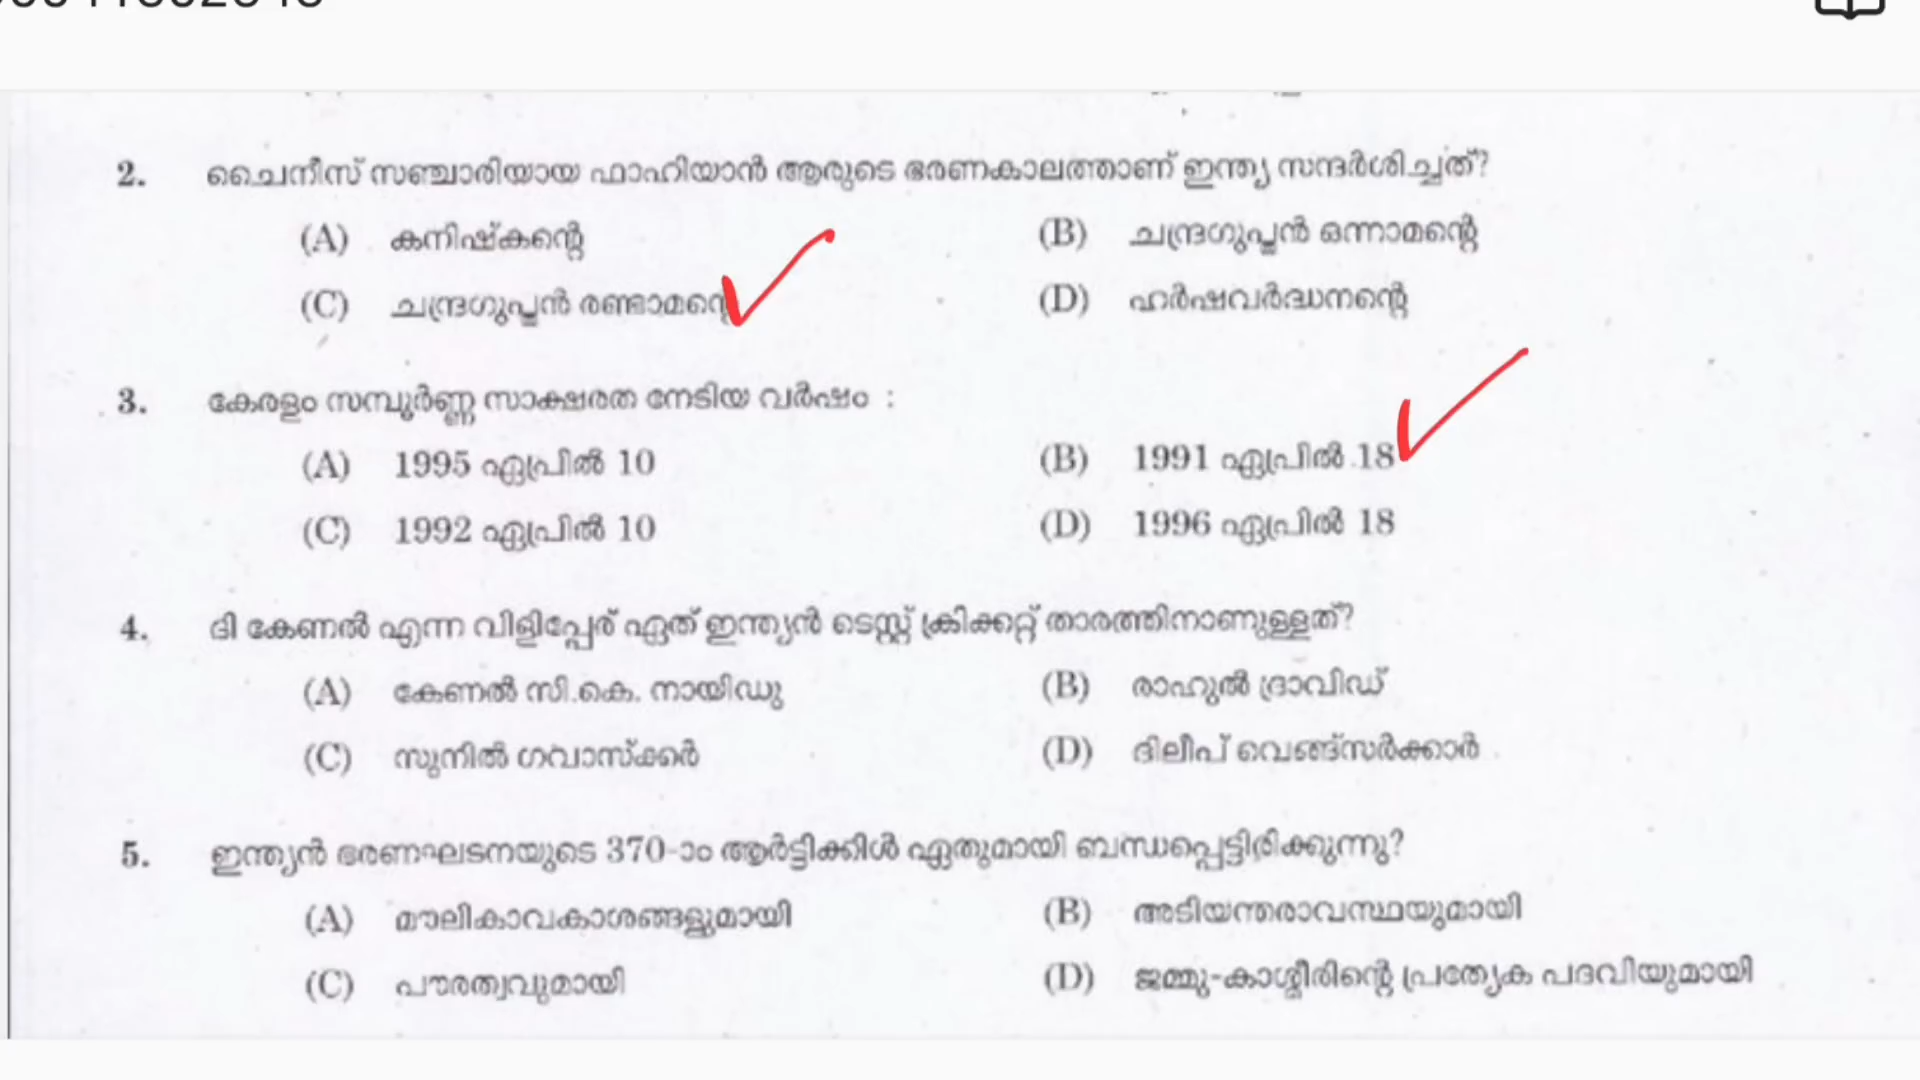 2. ചൈനീസ് സഞ്ചാരിയായ ഫാഹിയാൻ ആരുടെ ഭരണകാലത്താണ് ഇന്ത്യ സന്ദർശിച്ചത്?
(A) കനിഷ്കന്റെ (B) ചന്ദ്രഗുപ്തൻ ഒന്നാമന്റെ
(C) ചന്ദ്രഗുപ്തൻ രണ്ടാമന്റെ (D) ഹർഷവർദ്ധനന്റെ
3. കേരളം സമ്പൂർണ്ണ സാക്ഷരത നേടിയ വർഷം :
(A) 1995 ഏപ്രിൽ 10 (B) 1991 ഏപ്രിൽ 18
(C) 1992 ഏപ്രിൽ 10 (D) 1996 ഏപ്രിൽ 18
4. ദി കേണൽ എന്ന വിളിപ്പേര് ഏത് ഇന്ത്യൻ ടെസ്റ്റ് ക്രിക്കറ്റ് താരത്തിനാണുള്ളത്?
(A) കേണൽ സി.കെ. നായിഡു (B) രാഹുൽ ദ്രാവിഡ്
(C) സുനിൽ ഗവാസ്ക്കർ (D) ദിലീപ് വെങ്ങ്സർക്കാർ
5. ഇന്ത്യൻ ഭരണഘടനയുടെ 370-ാം ആർട്ടിക്കിൾ ഏതുമായി ബന്ധപ്പെട്ടിരിക്കുന്നു?
(A) മൗലികാവകാശങ്ങളുമായി (B) അടിയന്തരാവസ്ഥയുമായി
(C) പൗരത്വവുമായി (D) ജമ്മു-കാശ്മീരിന്റെ പ്രത്യേക പദവിയുമായി